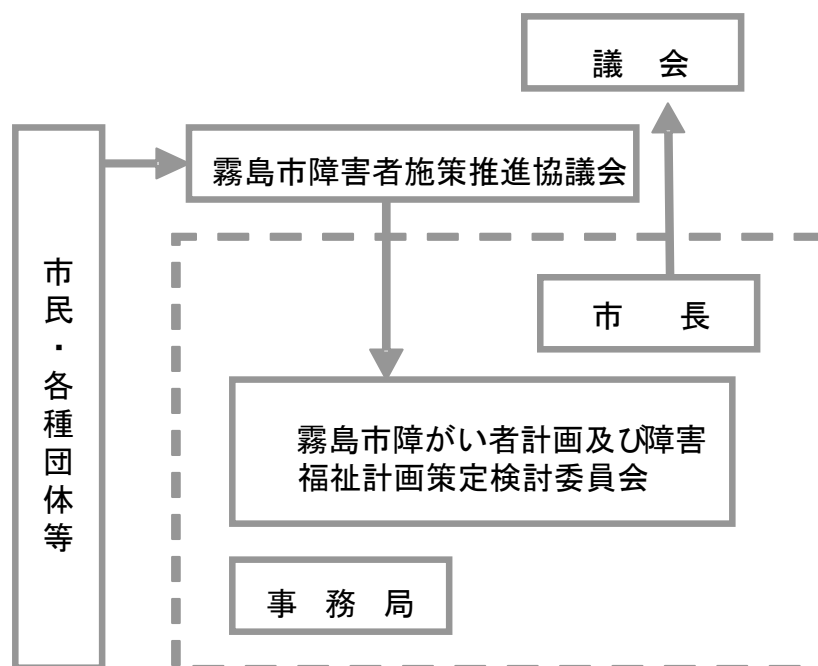 議 会
霧島市障害者施策推進協議会
市民・各種団体等
市 長
霧島市障がい者計画及び障害
福祉計画策定検討委員会
事 務 局